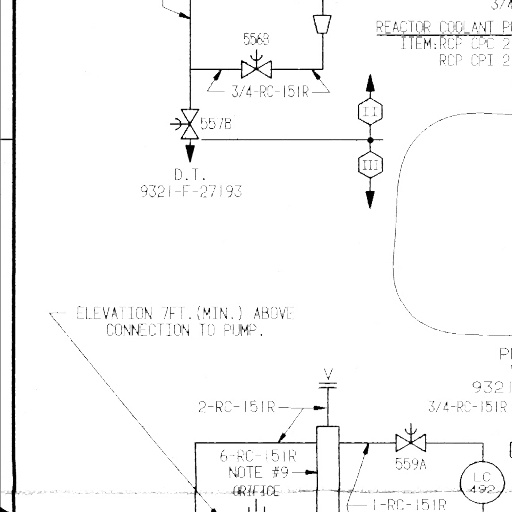 3/4
REACTOR COOLANT P
ITEM:RCP CPC 2
RCP CPI 2
556B
3/4-RC-151R
II
557B
III
D.T.
9321-F-27193
ELEVATION 7FT.(MIN.) ABOVE
CONNECTION TO PUMP.
V
9321
2-RC-151R
3/4-RC-151R
6-RC-151R
NOTE #9
ORIFICE
559A
LC
492
1-RC-151R